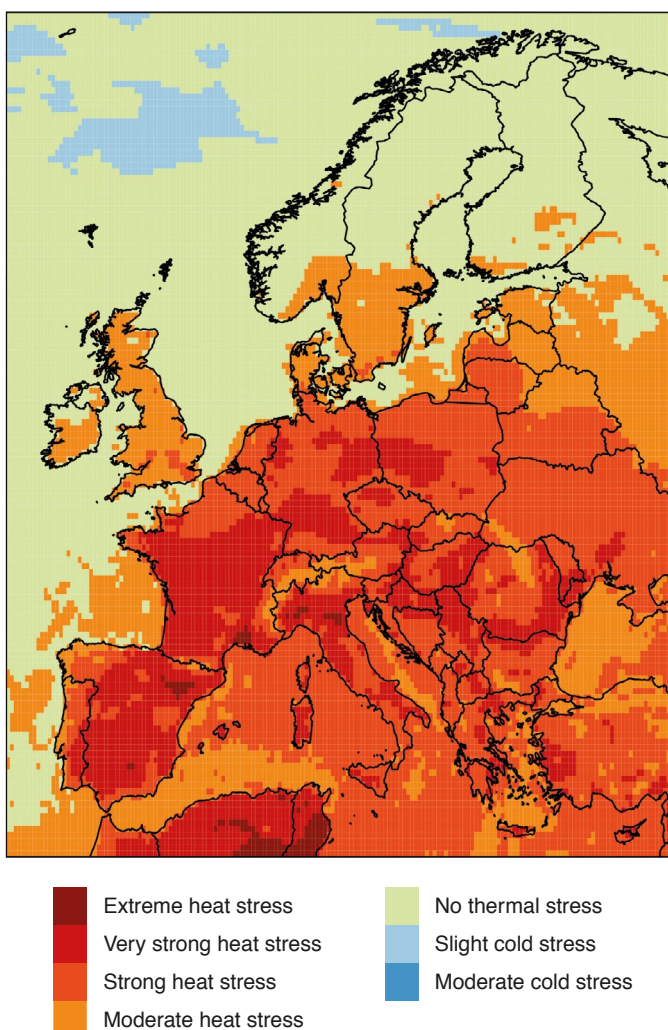 Extreme heat stress
Very strong heat stress
Strong heat stress
Moderate heat stress
No thermal stress
Slight cold stress
Moderate cold stress